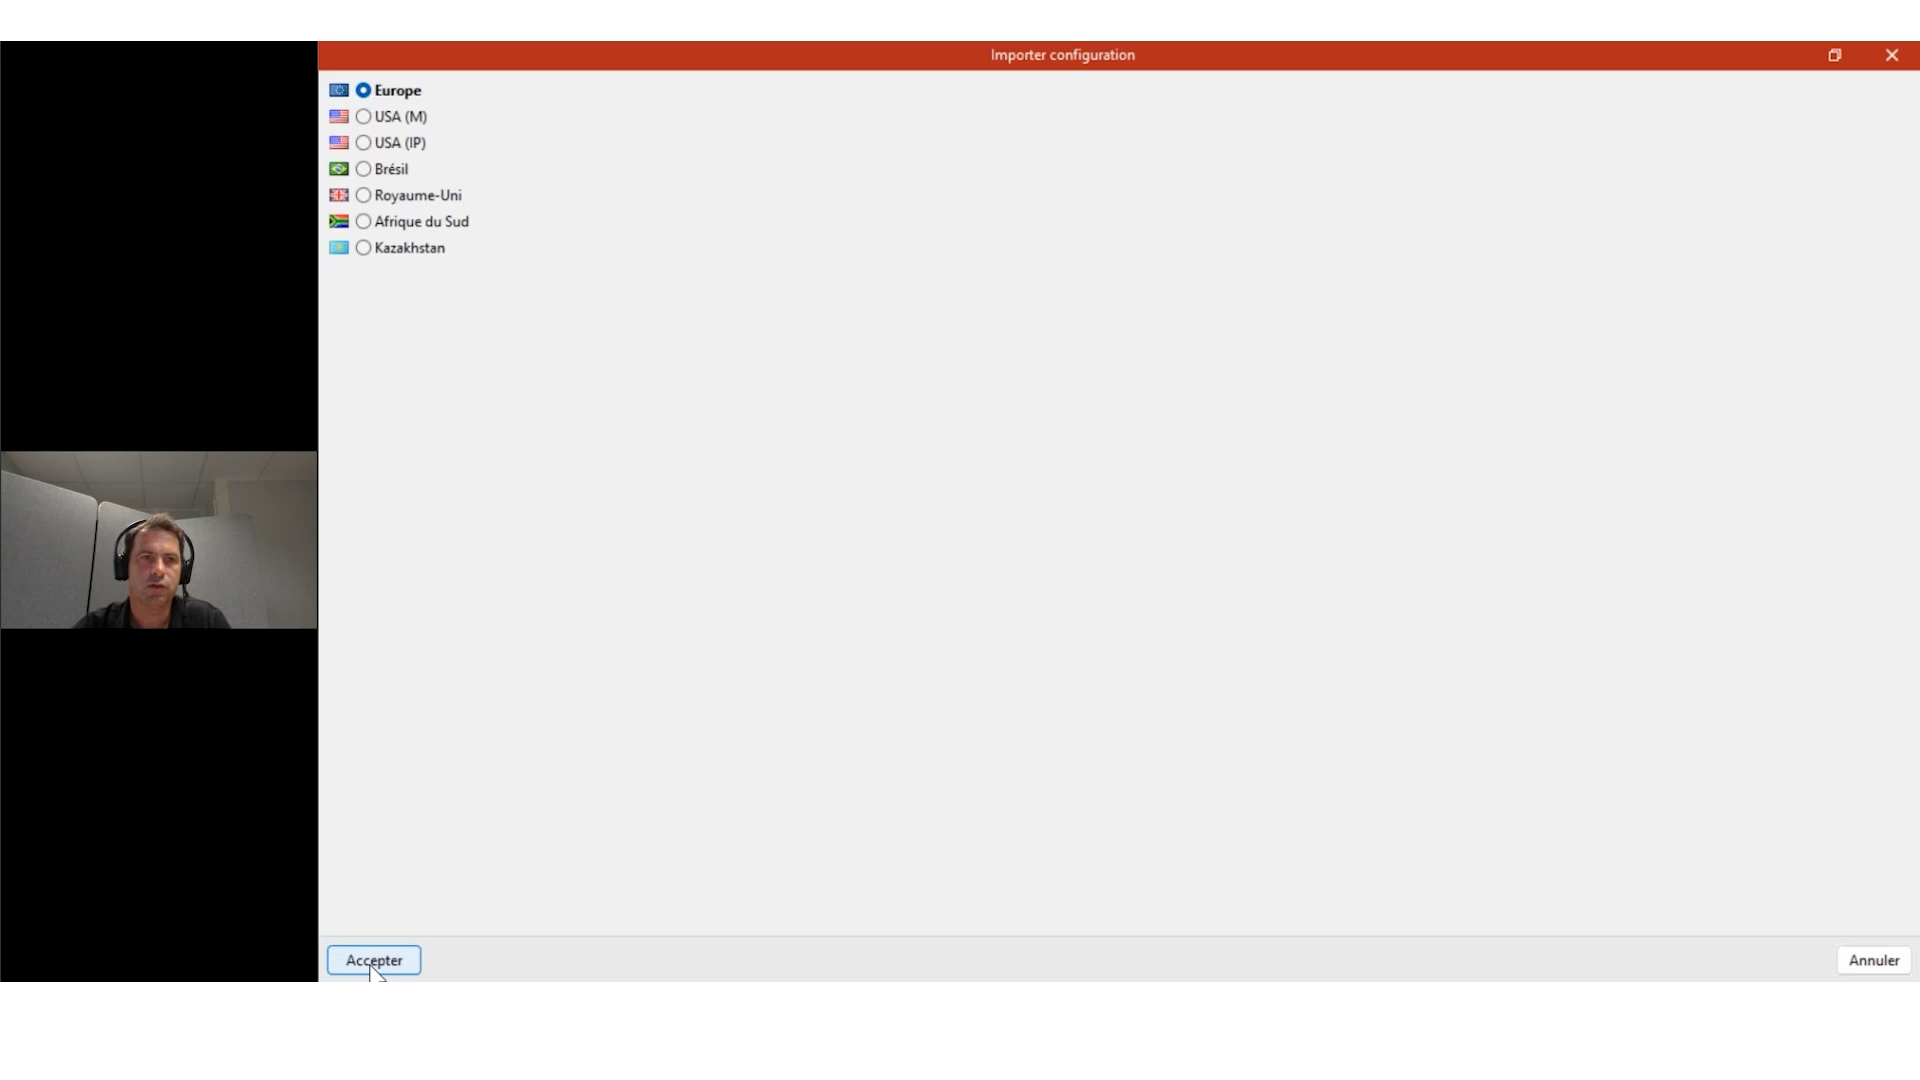 Importer configuration
Europe
USA (M)
USA (IP)
Brésil
Royaume-Uni
Afrique du Sud
Kazakhstan
Accepter
Annuler